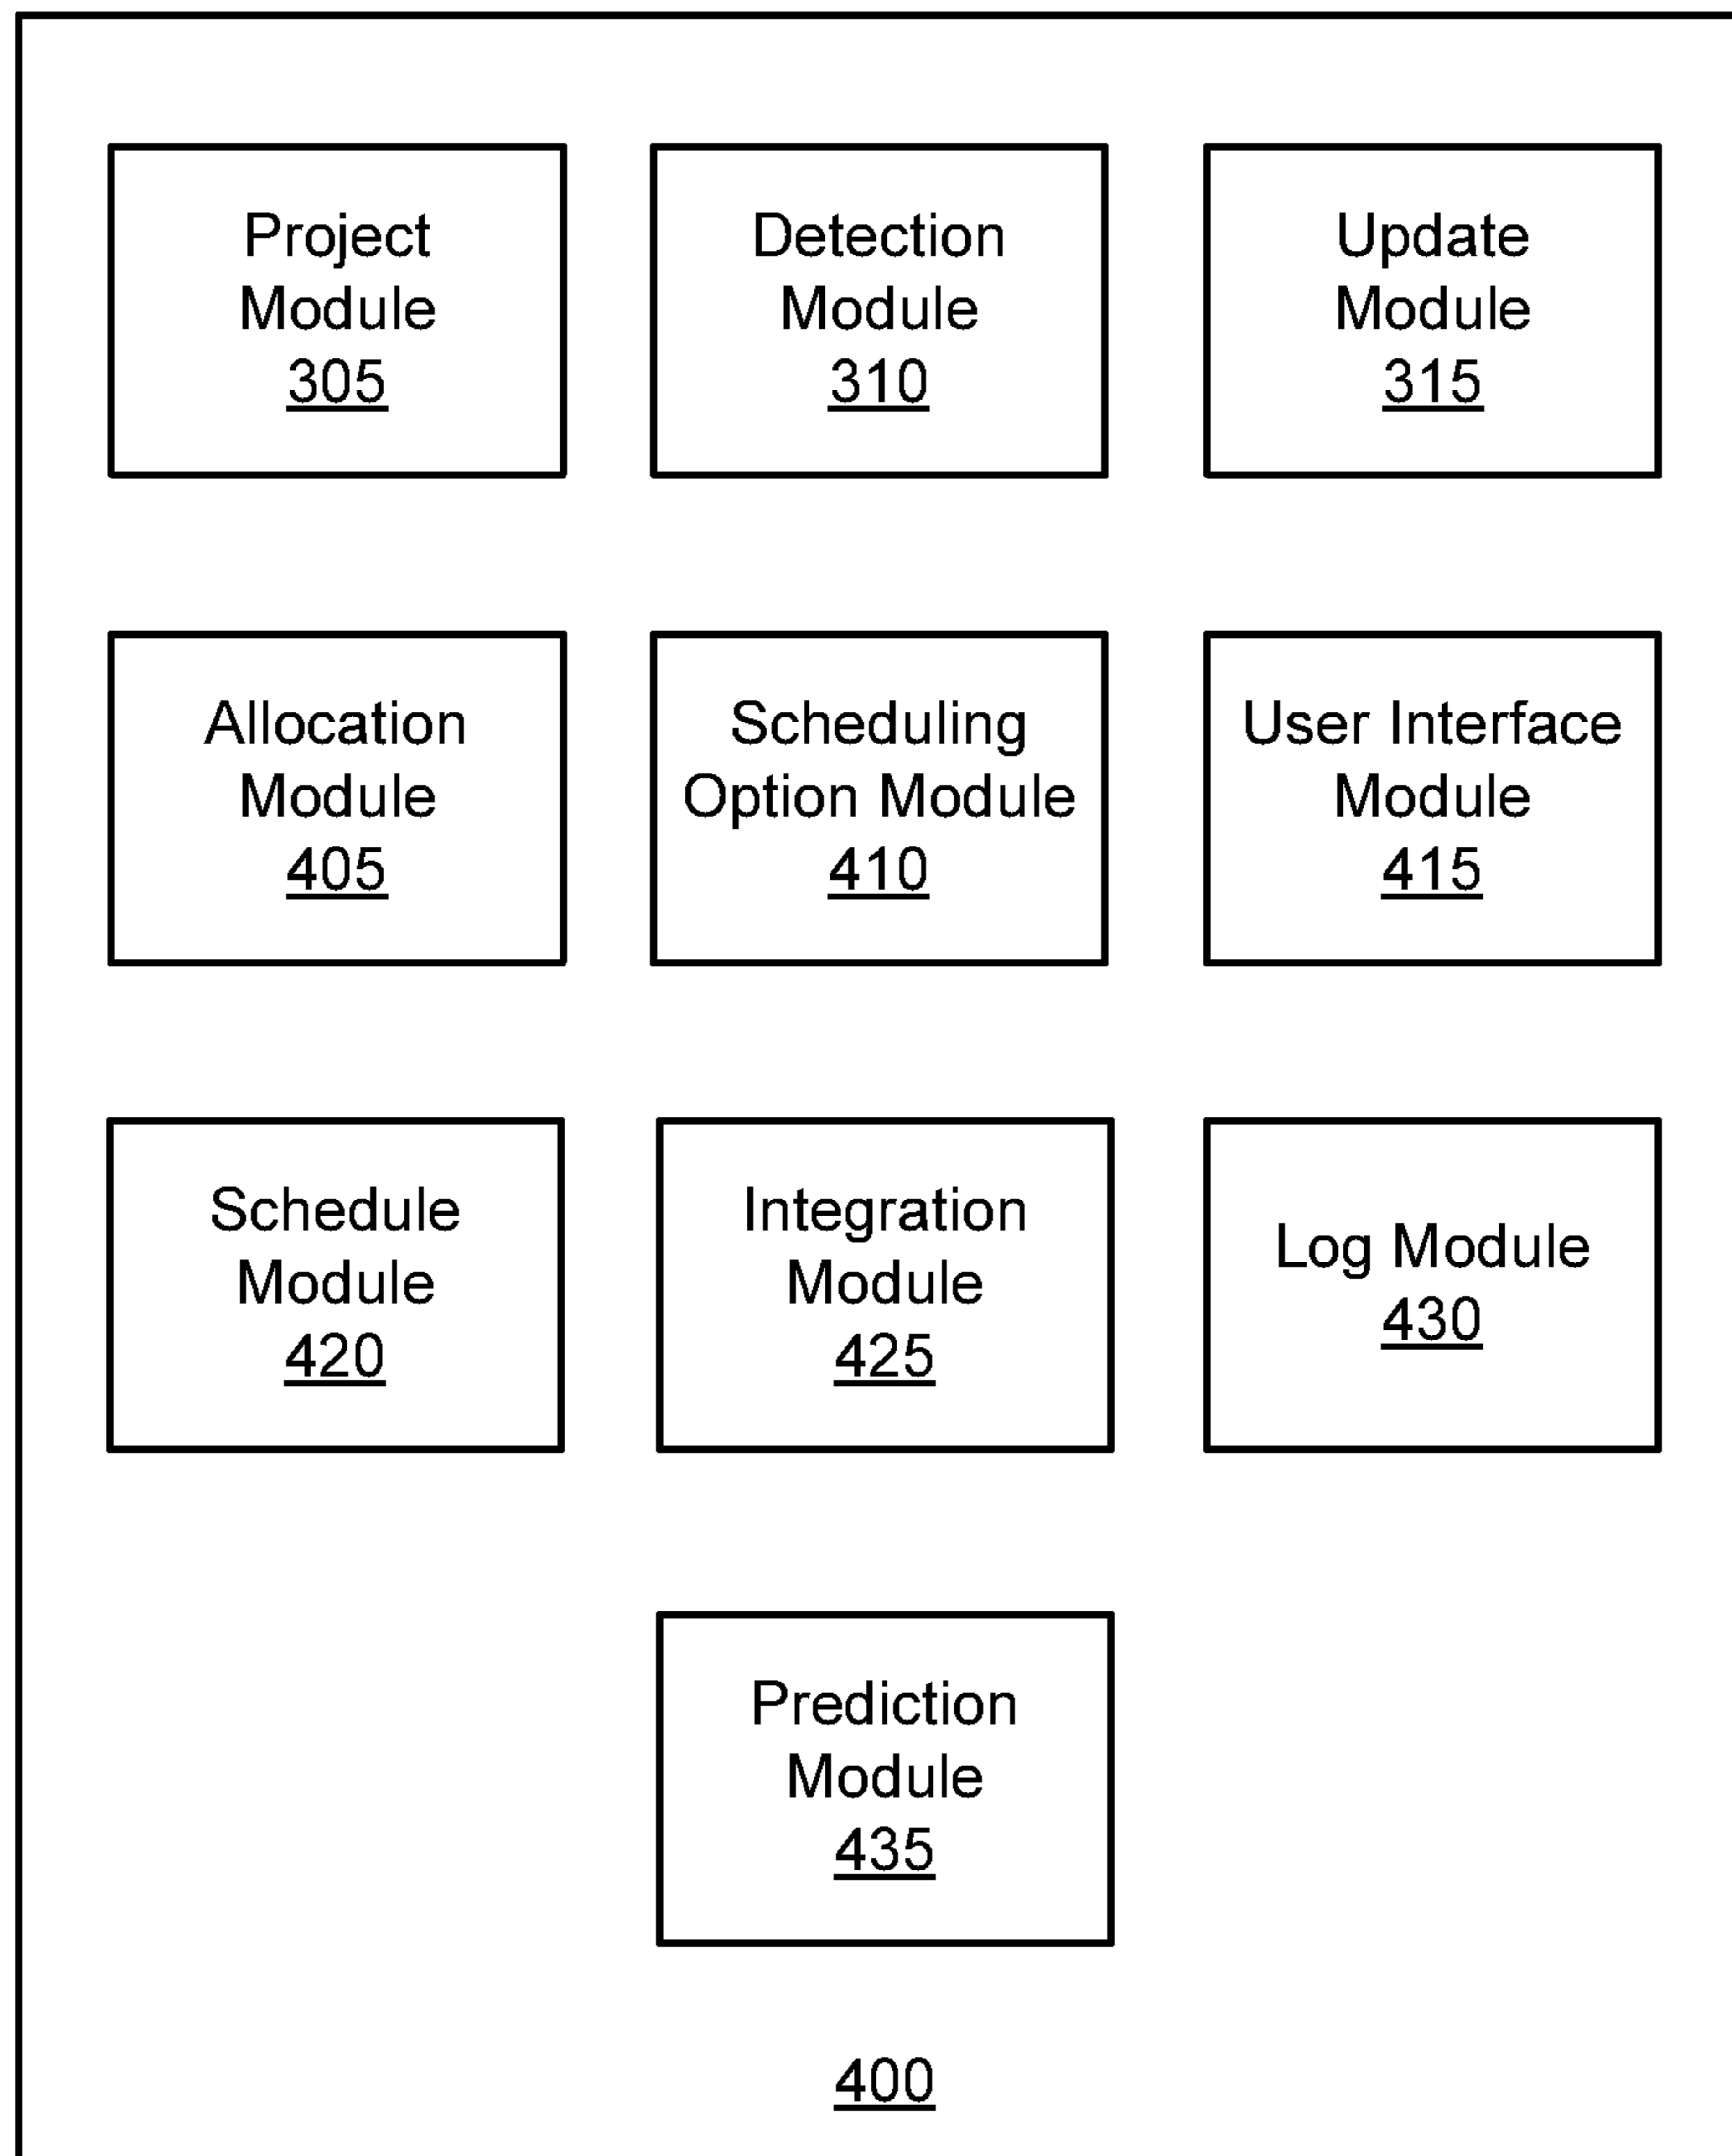 Project
Module
305
Detection
Module
310
Update
Module
315
Allocation
Module
405
Scheduling
Option Module
410
User Interface
Module
415
Schedule
Module
420
Integration
Module
425
Log Module
430
Prediction
Module
435
400